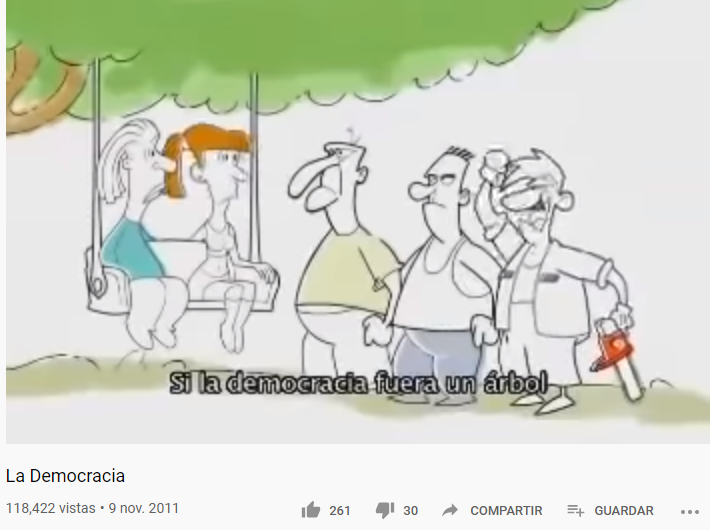 Si la democracia fuera un árbol
La Democracia
118,422 vistas • 9 nov. 2011 261 30 COMPARTIR GUARDAR